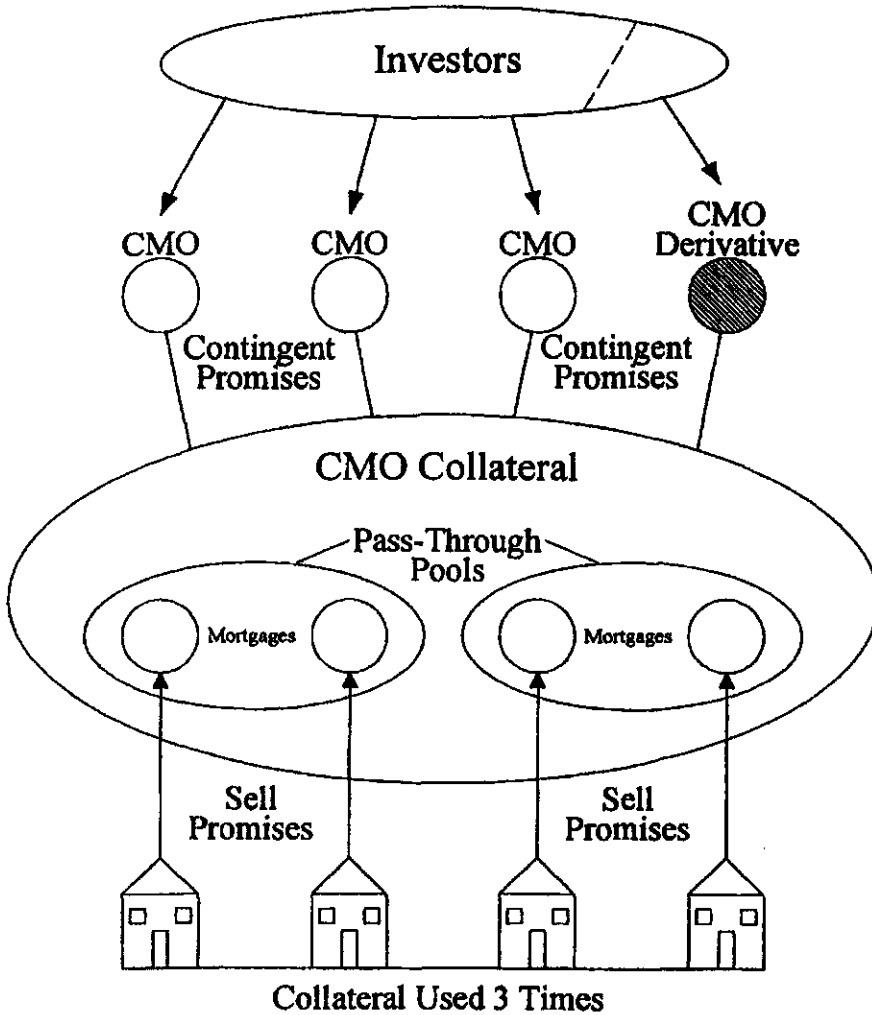 Investors
CMO
CMO
CMO
CMO
Derivative
Contingent
Promises
Contingent
Promises
CMO Collateral
Pass-Through
Pools
Mortgages
Mortgages
Sell
Promises
Sell
Promises
Collateral Used 3 Times